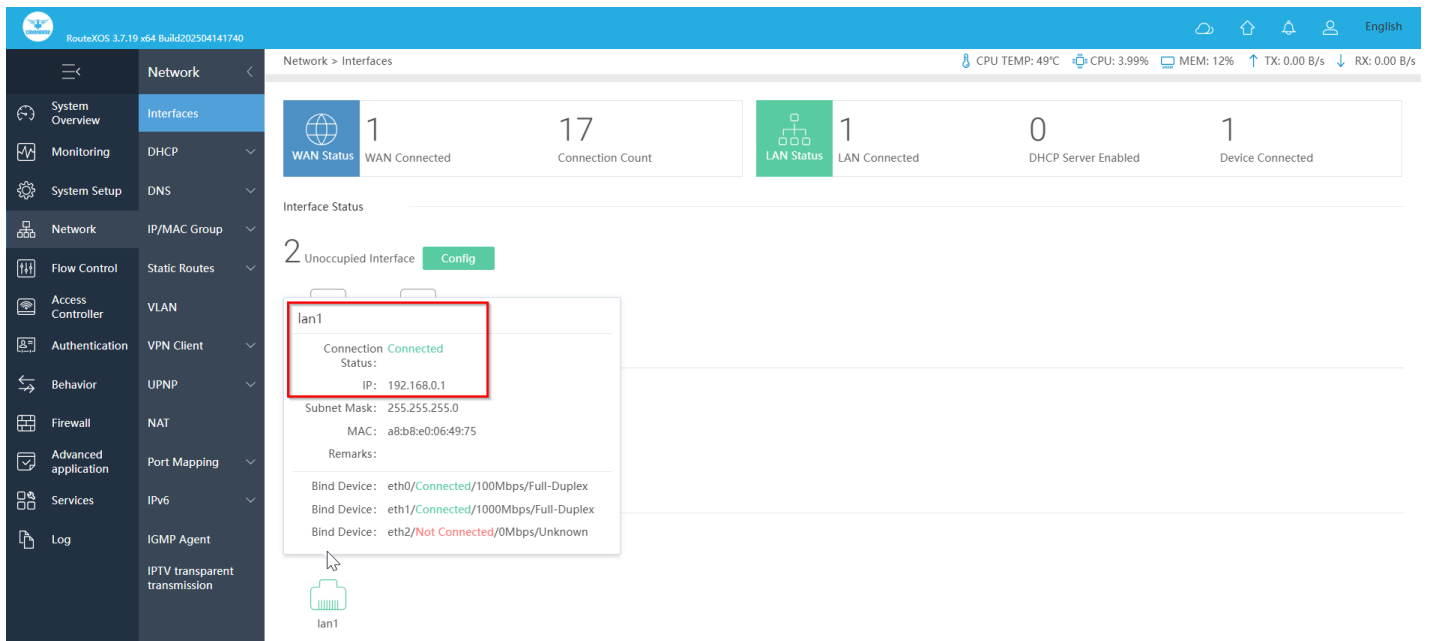 RouteXOS 3.7.19 x64 Build202504141740
English
Network
Network > Interfaces
CPU TEMP: 49℃ CPU: 3.99% MEM: 12% TX: 0.00 B/s RX: 0.00 B/s
System Overview
Monitoring
System Setup
Network
Flow Control
Access Controller
Authentication
Behavior
Firewall
Advanced application
Services
Log
Interfaces
DHCP
DNS
IP/MAC Group
Static Routes
VLAN
VPN Client
UPNP
NAT
Port Mapping
IPv6
IGMP Agent
IPTV transparent transmission
WAN Status
1
WAN Connected
17
Connection Count
LAN Status
1
LAN Connected
0
DHCP Server Enabled
1
Device Connected
Interface Status
2 Unoccupied Interface Config
lan1
Connection Status: Connected
IP: 192.168.0.1
Subnet Mask: 255.255.255.0
MAC: a8:b8:e0:06:49:75
Remarks:
Bind Device: eth0/Connected/100Mbps/Full-Duplex
Bind Device: eth1/Connected/1000Mbps/Full-Duplex
Bind Device: eth2/Not Connected/0Mbps/Unknown
lan1